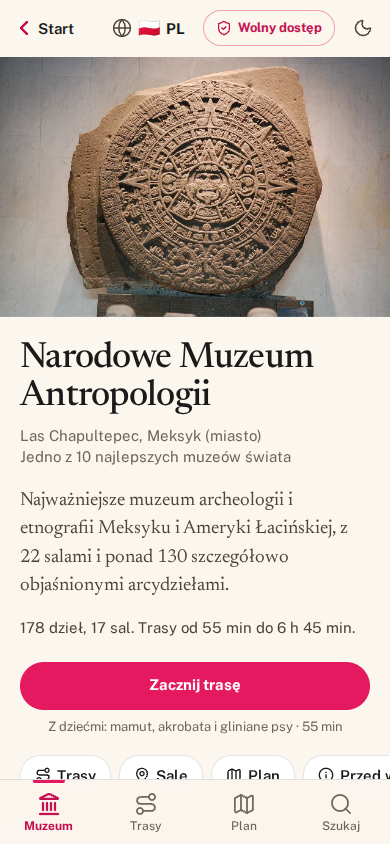 Start
PL
Wolny dostęp
Narodowe Muzeum
Antropologii
Las Chapultepec, Meksyk (miasto)
Jedno z 10 najlepszych muzeów świata
Najważniejsze muzeum archeologii i
etnografii Meksyku i Ameryki Łacińskiej, z
22 salami i ponad 130 szczegółowo
objaśnionymi arcydziełami.
178 dzieł, 17 sal. Trasy od 55 min do 6 h 45 min.
Zacznij trasę
Z dziećmi: mamut, akrobata i gliniane psy · 55 min
Trasy
Sale
Plan
Przed w
Muzeum
Trasy
Plan
Szukaj